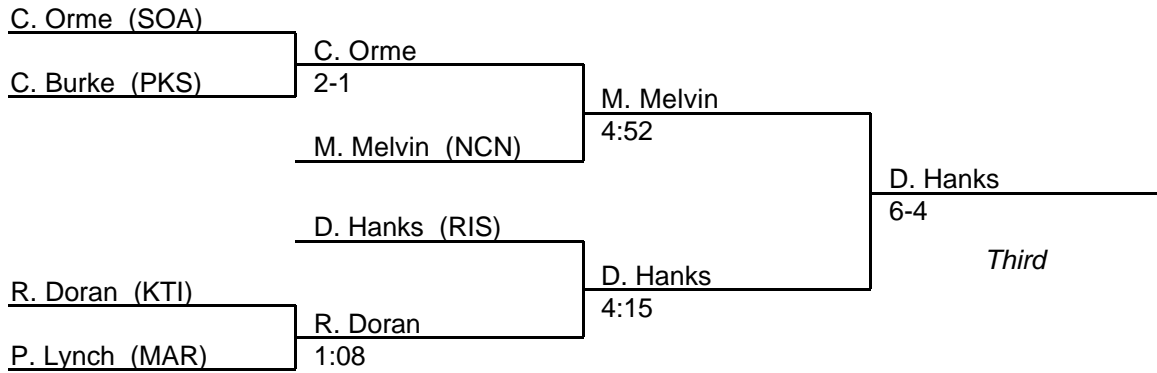 C. Orme (SOA)
C. Orme
C. Burke (PKS)
2-1
M. Melvin
4:52
M. Melvin (NCN)
D. Hanks
6-4
D. Hanks (RIS)
Third
D. Hanks
R. Doran (KTI)
4:15
R. Doran
P. Lynch (MAR)
1:08